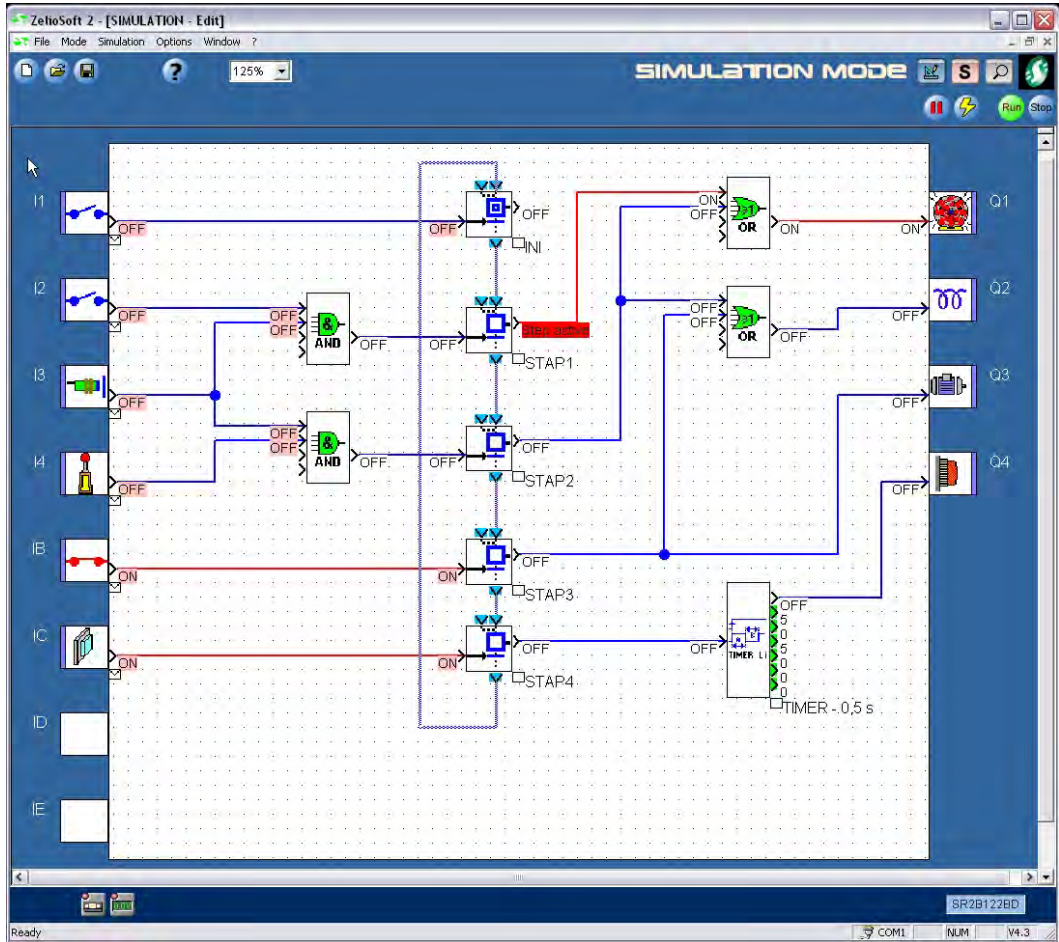 ZelioSoft 2 - [SIMULATION - Edit]
File Mode Simulation Options Window ?
125%
SIMULATION MODE
S
Run Stop
I1
OFF
OFF
OFF
INI
ON
OFF
OR
ON
ON
Q1
I2
OFF
OFF
OFF
AND
OFF
OFF
Step active
STAP1
OFF
OFF
OR
OFF
OFF
Q2
I3
OFF
OFF
OFF
AND
OFF
OFF
OFF
STAP2
OFF
Q3
I4
OFF
OFF
Q4
IB
ON
ON
OFF
STAP3
IC
ON
ON
OFF
STAP4
OFF
TIMER Li
OFF
5
0
5
0
0
0
TIMER - 0,5 s
ID
IE
SR2B122BD
Ready
COM1 NUM V4.3